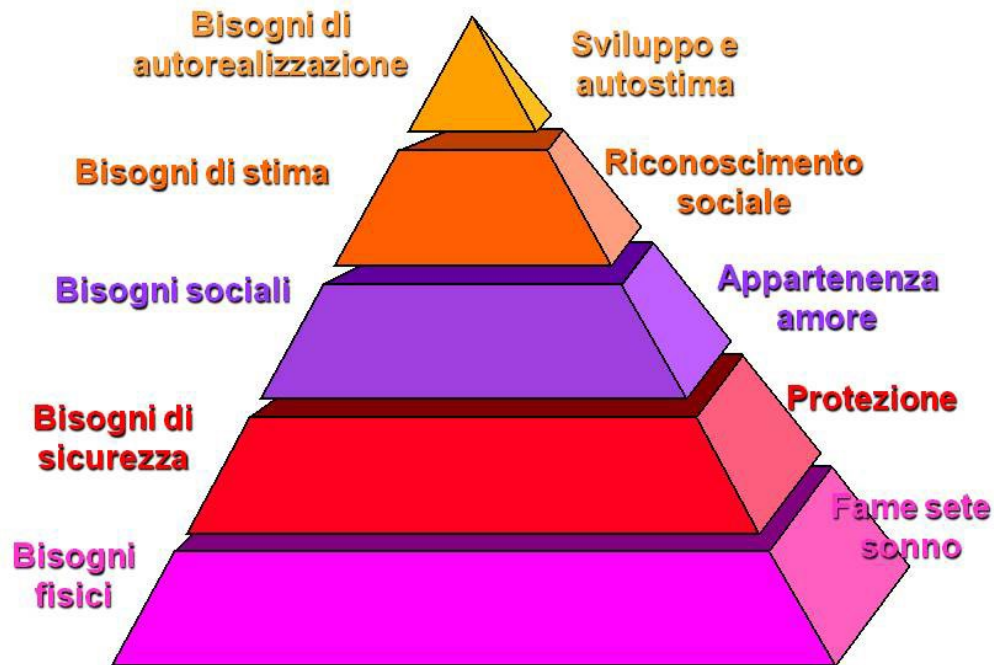 Bisogni di
autorealizzazione
Sviluppo e
autostima
Bisogni di stima
Riconoscimento
sociale
Bisogni sociali
Appartenenza
amore
Bisogni di
sicurezza
Protezione
Bisogni
fisici
Fame sete
sonno